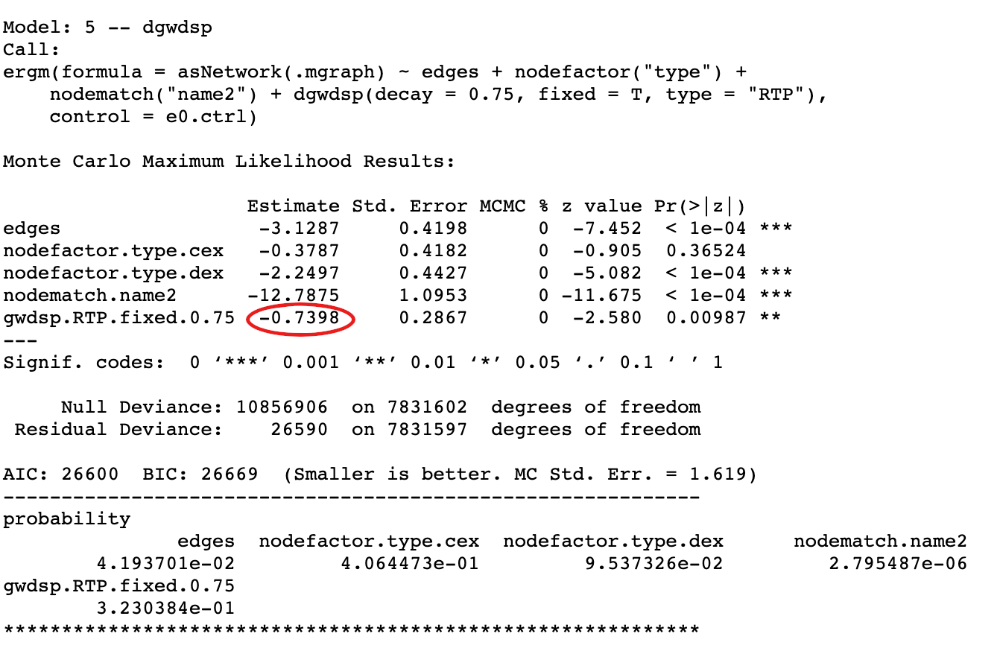 Model: 5 -- dgwdsp
Call:
ergm(formula = asNetwork(.mgraph) ~ edges + nodefactor("type") +
    nodematch("name2") + dgwdsp(decay = 0.75, fixed = T, type = "RTP"),
    control = e0.ctrl)

Monte Carlo Maximum Likelihood Results:

                     Estimate Std. Error MCMC % z value Pr(>|z|)
edges                 -3.1287     0.4198      0  -7.452  < 1e-04 ***
nodefactor.type.cex   -0.3787     0.4182      0  -0.905  0.36524
nodefactor.type.dex   -2.2497     0.4427      0  -5.082  < 1e-04 ***
nodematch.name2      -12.7875     1.0953      0 -11.675  < 1e-04 ***
gwdsp.RTP.fixed.0.75  -0.7398     0.2867      0  -2.580  0.00987 **
---
Signif. codes:  0 ‘***’ 0.001 ‘**’ 0.01 ‘*’ 0.05 ‘.’ 0.1 ‘ ’ 1

     Null Deviance: 10856906  on 7831602  degrees of freedom
 Residual Deviance:    26590  on 7831597  degrees of freedom

AIC: 26600  BIC: 26669  (Smaller is better. MC Std. Err. = 1.619)
------------------------------------------------------------
probability
               edges  nodefactor.type.cex  nodefactor.type.dex      nodematch.name2
        4.193701e-02         4.064473e-01         9.537326e-02         2.795487e-06
gwdsp.RTP.fixed.0.75
        3.230384e-01
************************************************************